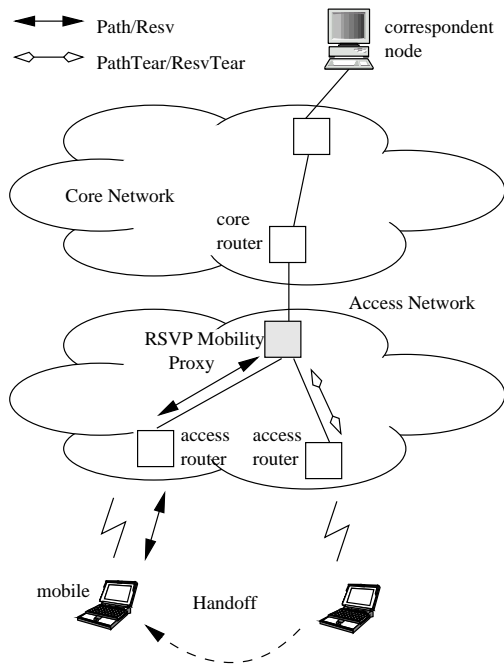 Path/Resv
PathTear/ResvTear
correspondent
node
Core Network
core
router
Access Network
RSVP Mobility
Proxy
access
router
access
router
mobile
Handoff